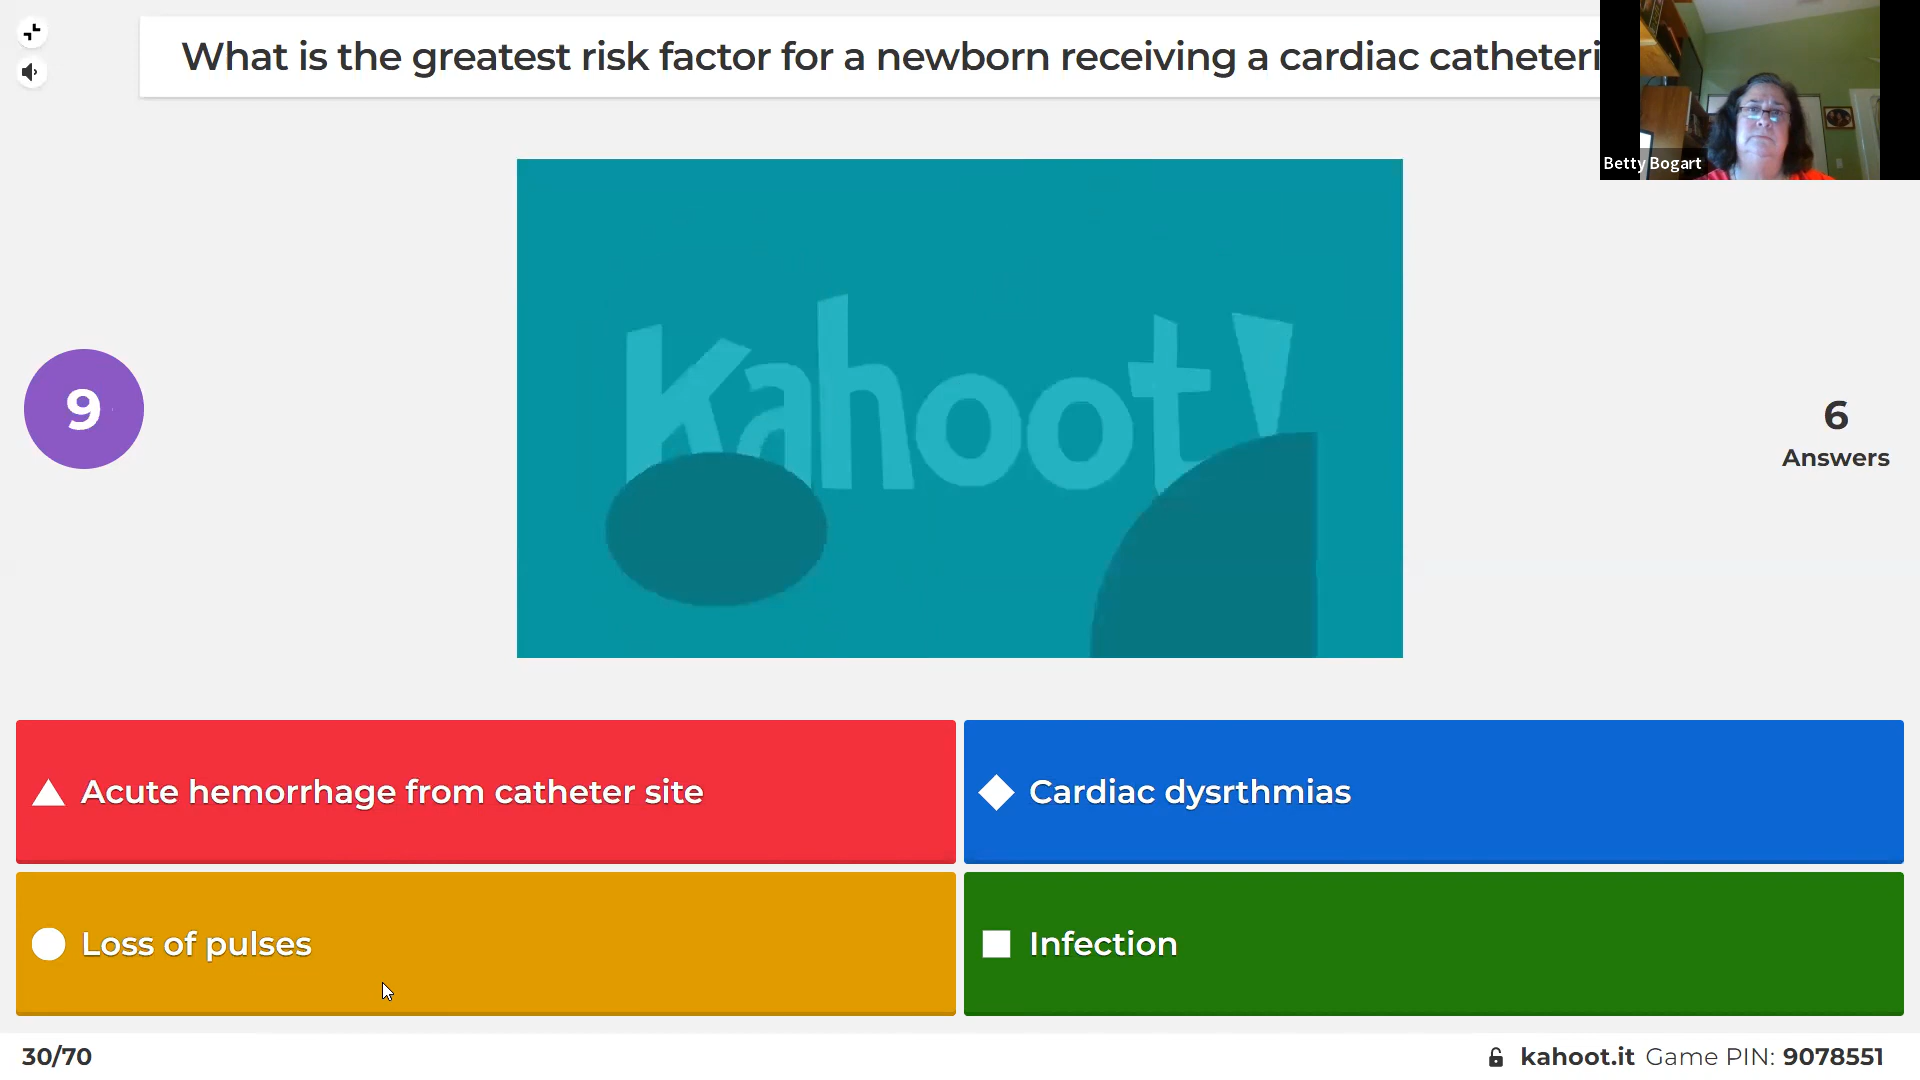 What is the greatest risk factor for a newborn receiving a cardiac catheteri
Betty Bogart
Kahoot!
9
6
Answers
Acute hemorrhage from catheter site
Cardiac dysrthmias
Loss of pulses
Infection
30/70
kahoot.it Game PIN: 9078551